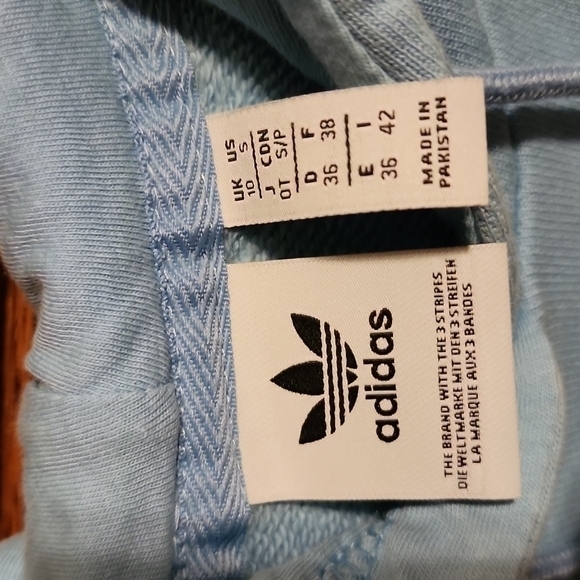 UK US
10 S
J CDN
OT S/P
D F
36 38
E I
36 42
MADE IN
PAKISTAN
adidas
THE BRAND WITH THE 3 STRIPES
DIE WELTMARKE MIT DEN 3 STREIFEN
LA MARQUE AUX 3 BANDES